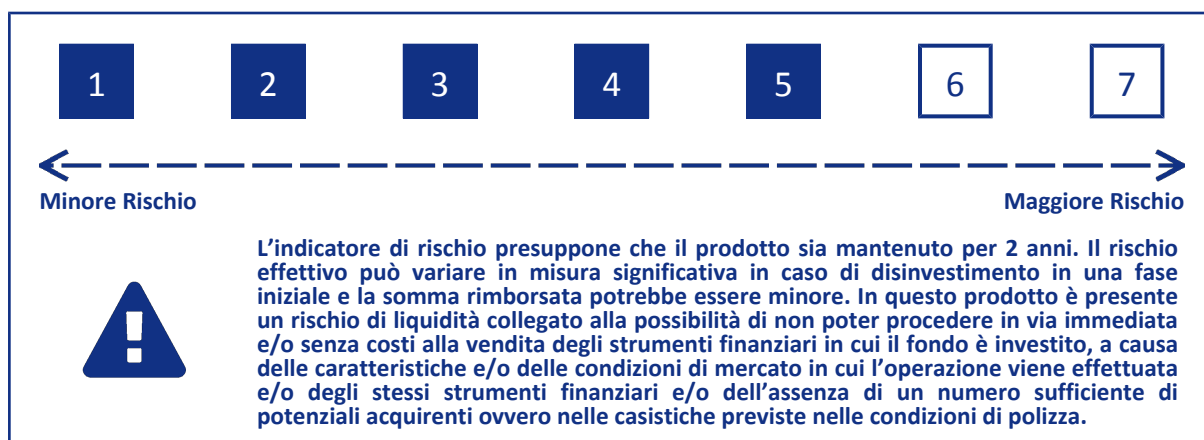 1 2 3 4 5 6 7
Minore Rischio Maggiore Rischio
L’indicatore di rischio presuppone che il prodotto sia mantenuto per 2 anni. Il rischio
effettivo può variare in misura significativa in caso di disinvestimento in una fase
iniziale e la somma rimborsata potrebbe essere minore. In questo prodotto è presente
un rischio di liquidità collegato alla possibilità di non poter procedere in via immediata
e/o senza costi alla vendita degli strumenti finanziari in cui il fondo è investito, a causa
delle caratteristiche e/o delle condizioni di mercato in cui l’operazione viene effettuata
e/o degli stessi strumenti finanziari e/o dell’assenza di un numero sufficiente di
potenziali acquirenti ovvero nelle casistiche previste nelle condizioni di polizza.